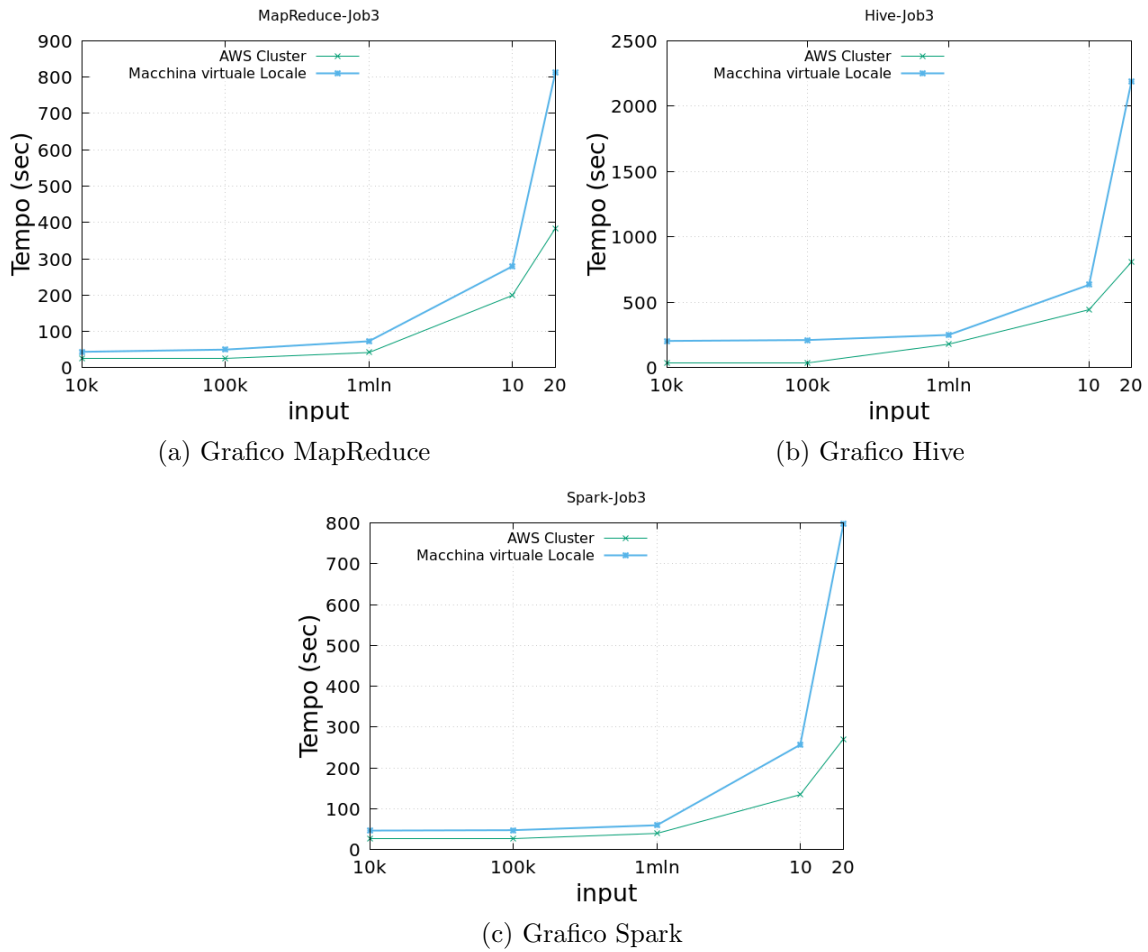 MapReduce-Job3
900
800
700
600
500
400
300
200
100
0
Tempo (sec)
AWS Cluster
Macchina virtuale Locale
10k 100k 1mln 10 20
input
(a) Grafico MapReduce
Hive-Job3
2500
2000
1500
1000
500
0
Tempo (sec)
AWS Cluster
Macchina virtuale Locale
10k 100k 1mln 10 20
input
(b) Grafico Hive
Spark-Job3
800
700
600
500
400
300
200
100
0
Tempo (sec)
AWS Cluster
Macchina virtuale Locale
10k 100k 1mln 10 20
input
(c) Grafico Spark